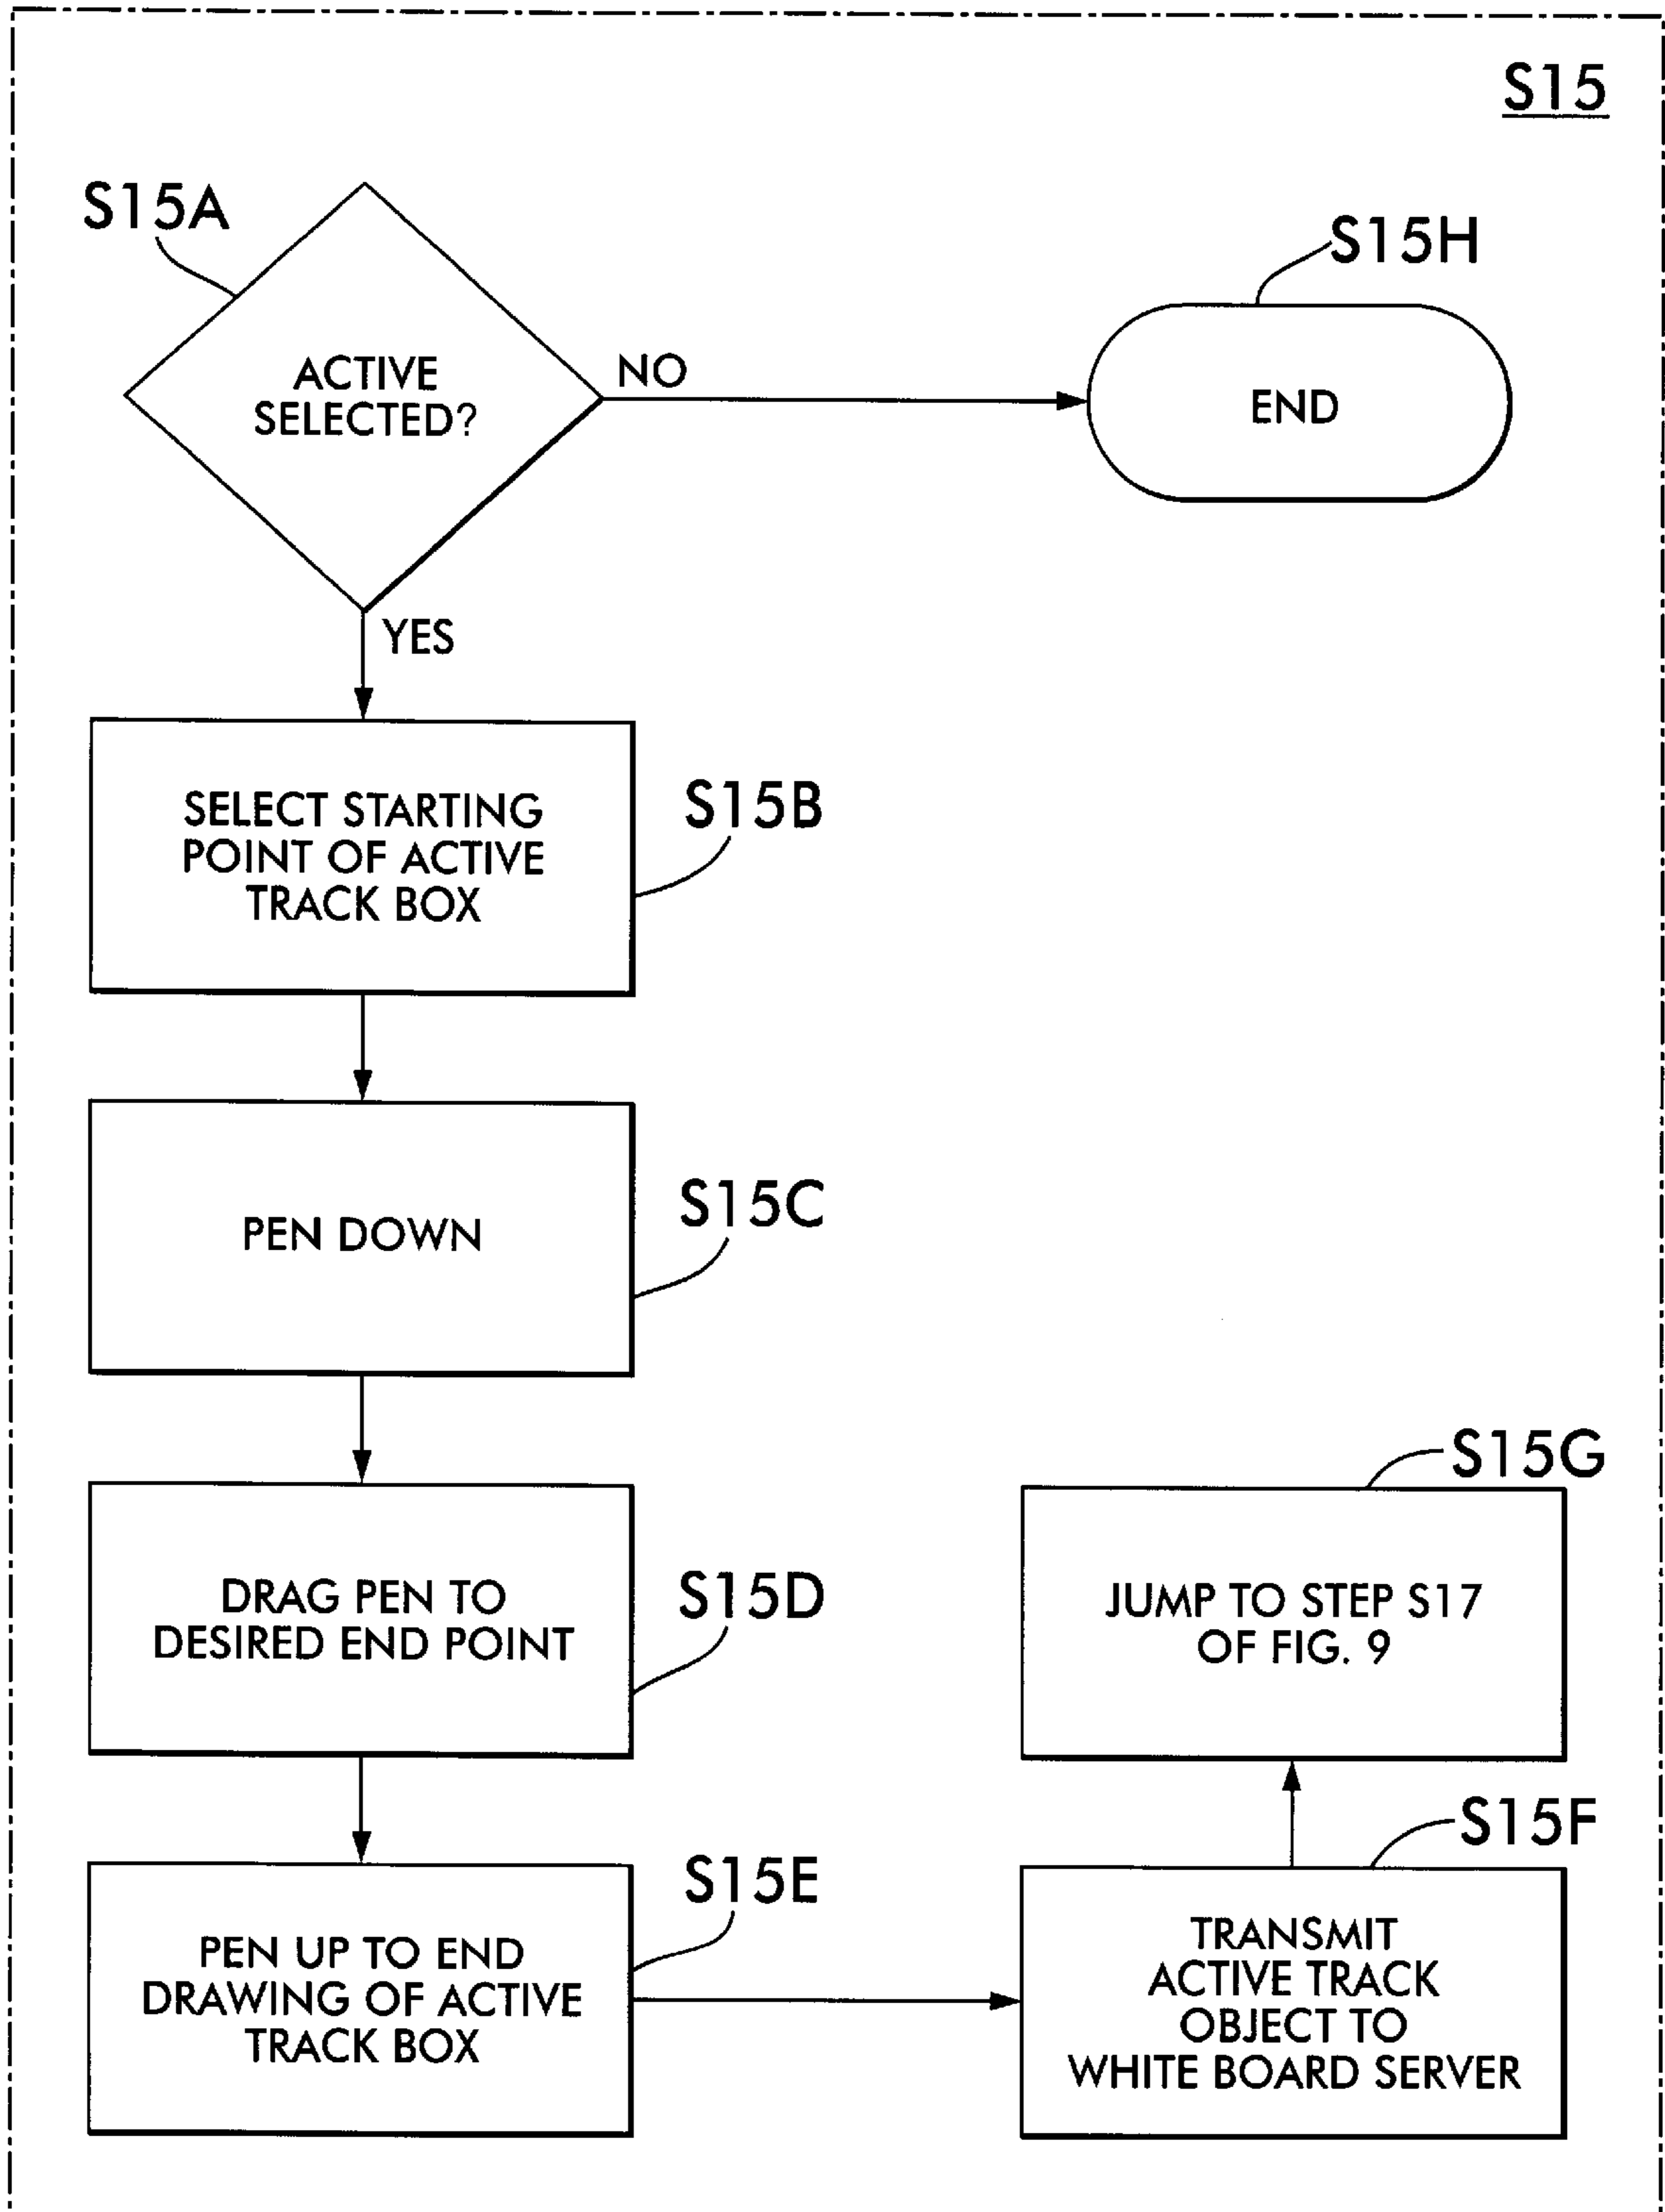 S15
S15A
S15H
ACTIVE
SELECTED?
NO
END
YES
SELECT STARTING
POINT OF ACTIVE
TRACK BOX
S15B
PEN DOWN
S15C
DRAG PEN TO
DESIRED END POINT
S15D
S15G
JUMP TO STEP S17
OF FIG. 9
PEN UP TO END
DRAWING OF ACTIVE
TRACK BOX
S15E
S15F
TRANSMIT
ACTIVE TRACK
OBJECT TO
WHITE BOARD SERVER